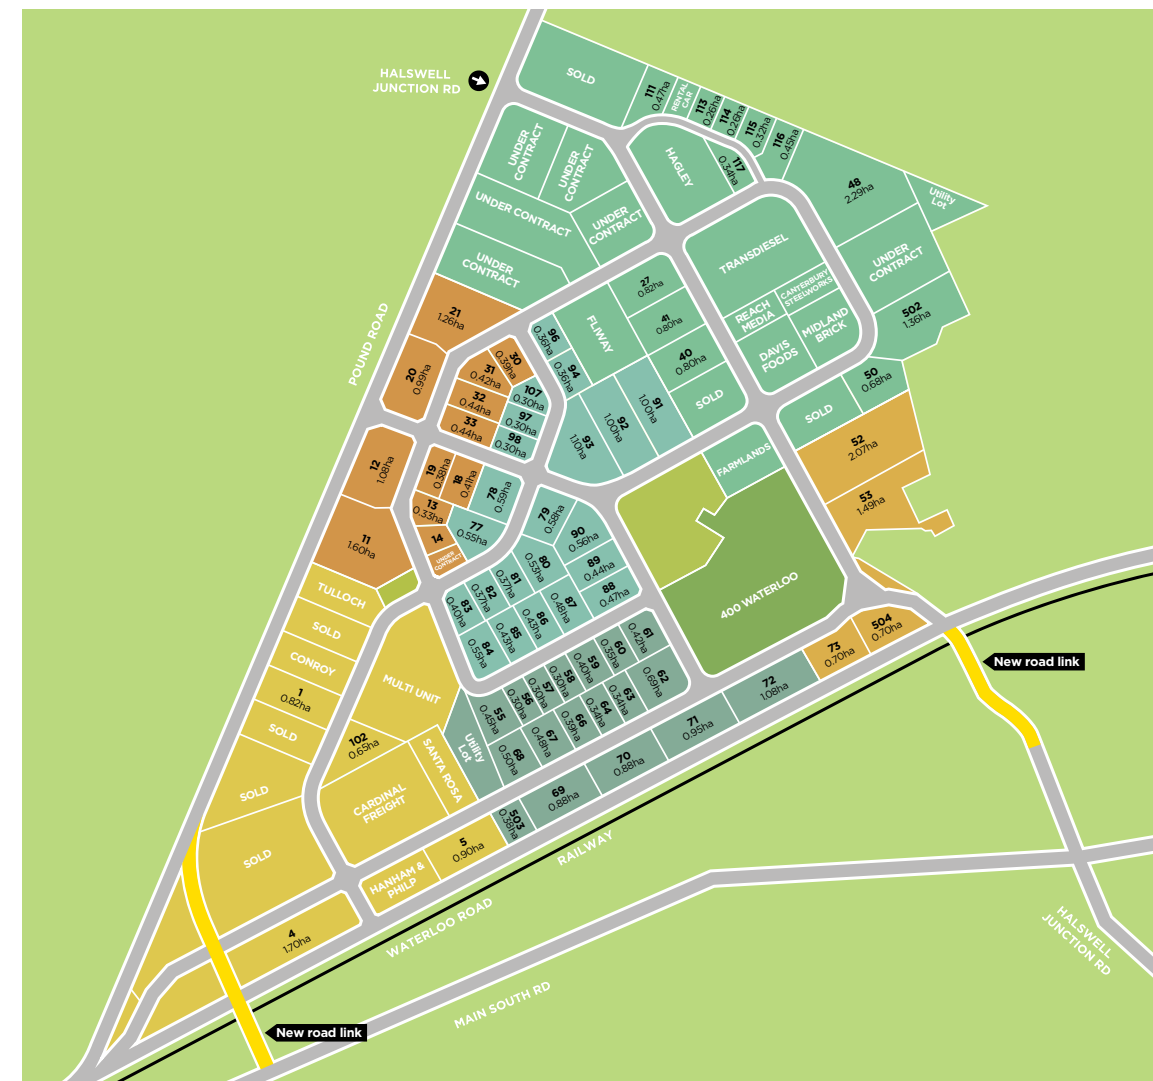 HALSWELL
JUNCTION RD
SOLD
111
0.47ha
RENTAL
CAR
113
0.26ha
114
0.26ha
115
0.32ha
116
0.45ha
UNDER
CONTRACT
UNDER
CONTRACT
HAGLEY
117
0.34ha
48
2.29ha
Utility
Lot
UNDER CONTRACT
UNDER
CONTRACT
UNDER
CONTRACT
TRANSDIESEL
UNDER
CONTRACT
27
0.82ha
CANTERBURY
STEELWORKS
REACH
MEDIA
502
1.36ha
21
1.26ha
POUND ROAD
96
0.36ha
FLIWAY
41
0.80ha
MIDLAND
BRICK
DAVIS
FOODS
20
0.99ha
30
0.39ha
31
0.42ha
94
0.36ha
40
0.80ha
50
0.68ha
32
0.44ha
107
0.30ha
33
0.44ha
97
0.30ha
98
0.30ha
93
1.10ha
92
1.00ha
91
1.00ha
SOLD
SOLD
52
2.07ha
12
1.08ha
19
0.38ha
18
0.41ha
78
0.59ha
FARMLANDS
53
1.49ha
13
0.33ha
14
UNDER
CONTRACT
77
0.55ha
79
0.58ha
90
0.56ha
11
1.60ha
80
0.53ha
89
0.44ha
88
0.47ha
TULLOCH
83
0.40ha
82
0.37ha
81
0.37ha
87
0.48ha
86
0.43ha
85
0.43ha
84
0.55ha
400 WATERLOO
SOLD
CONROY
1
0.82ha
SOLD
MULTI UNIT
61
0.42ha
60
0.35ha
59
0.40ha
58
0.30ha
57
0.30ha
56
0.30ha
55
0.45ha
62
0.69ha
63
0.34ha
64
0.34ha
66
0.39ha
67
0.48ha
68
0.50ha
504
0.70ha
73
0.70ha
72
1.08ha
New road link
102
0.65ha
SANTA ROSA
Utility
Lot
71
0.95ha
70
0.88ha
69
0.88ha
503
0.38ha
SOLD
CARDINAL
FREIGHT
SOLD
5
0.90ha
HANHAM &
PHILP
RAILWAY
WATERLOO ROAD
4
1.70ha
HALSWELL
JUNCTION RD
MAIN SOUTH RD
New road link